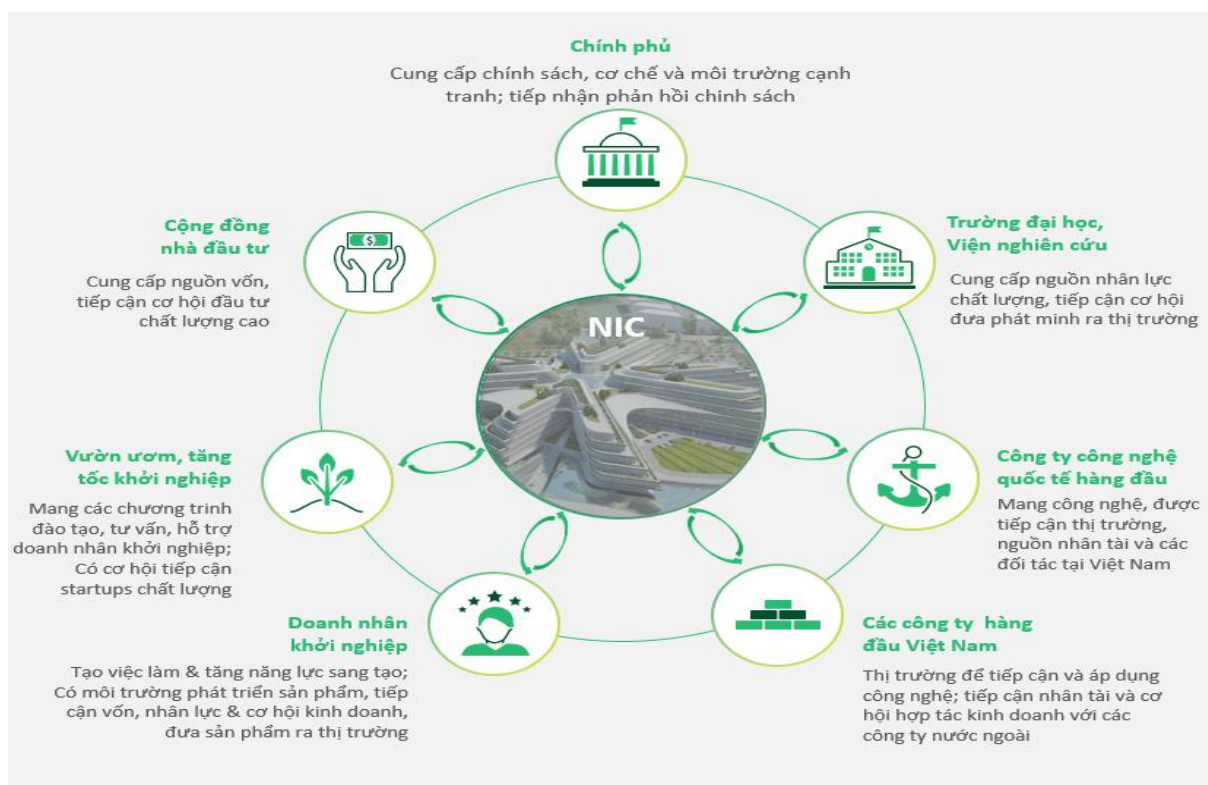 Chính phủ
Cung cấp chính sách, cơ chế và môi trường cạnh
tranh; tiếp nhận phản hồi chinh sách
Cộng đồng
nhà đầu tư
Cung cấp nguồn vốn,
tiếp cận cơ hội đầu tư
chất lượng cao
Trường đại học,
Viện nghiên cứu
Cung cấp nguồn nhân lực
chất lượng, tiếp cận cơ hội
đưa phát minh ra thị trường
NIC
Vườn ươm, tăng
tốc khởi nghiệp
Mang các chương trinh
đào tạo, tư vấn, hỗ trợ
doanh nhân khởi nghiệp;
Có cơ hội tiếp cận
startups chất lượng
Công ty công nghệ
quốc tế hàng đầu
Mang công nghệ, được
tiếp cận thị trường,
nguồn nhân tài và các
đối tác tại Việt Nam
Doanh nhân
khởi nghiệp
Tạo việc làm & tăng năng lực sang tạo;
Có môi trường phát triển sản phẩm, tiếp
cận vốn, nhân lực & cơ hội kinh doanh,
đưa sản phẩm ra thị trường
Các công ty hàng
đầu Việt Nam
Thị trường để tiếp cận và áp dụng
công nghệ; tiếp cận nhân tài và cơ
hội hợp tác kinh doanh với các
công ty nước ngoài